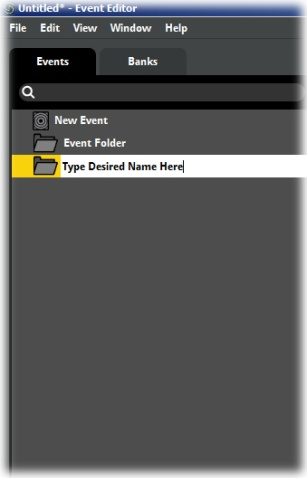 Untitled* - Event Editor
File Edit View Window Help
Events Banks
New Event
Event Folder
Type Desired Name Here